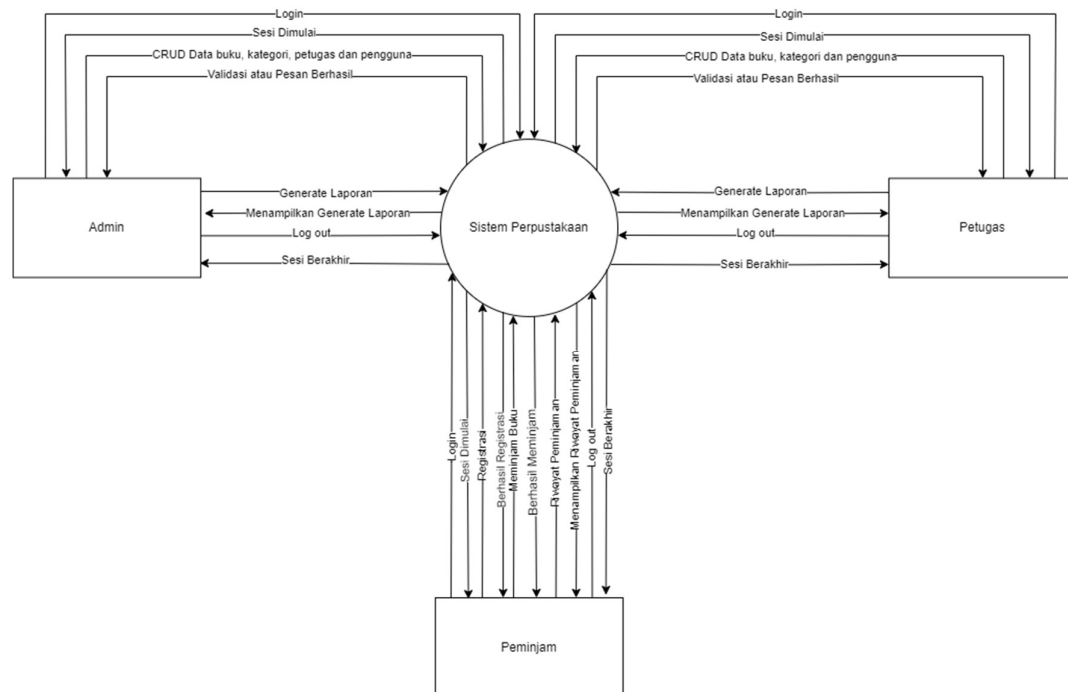 Login
Sesi Dimulai
CRUD Data buku, kategori, petugas dan pengguna
Validasi atau Pesan Berhasil
Login
Sesi Dimulai
CRUD Data buku, kategori dan pengguna
Validasi atau Pesan Berhasil
Admin
Generate Laporan
Menampilkan Generate Laporan
Log out
Sesi Berakhir
Sistem Perpustakaan
Generate Laporan
Menampilkan Generate Laporan
Log out
Sesi Berakhir
Petugas
Login
Sesi Dimulai
Registrasi
Berhasil Registrasi
Meminjam Buku
Berhasil Meminjam
Riwayat Peminjaman
Menampilkan Riwayat Peminjaman
Log out
Sesi Berakhir
Peminjam